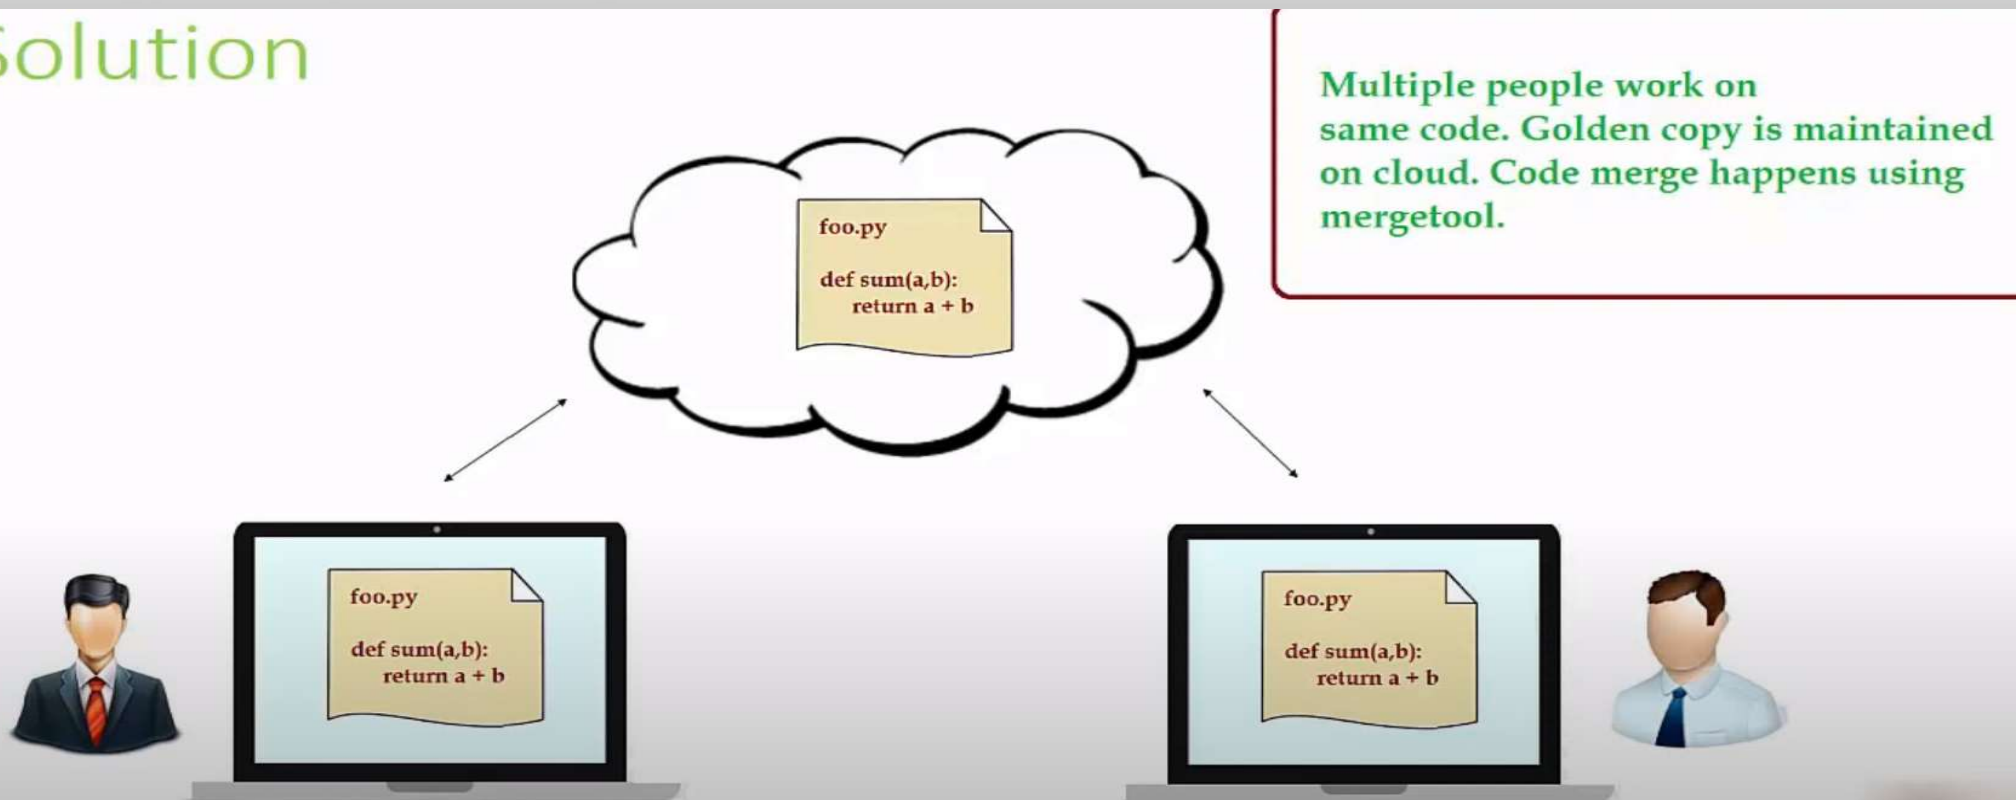 Solution
Multiple people work on
same code. Golden copy is maintained
on cloud. Code merge happens using
mergetool.
foo.py
def sum(a,b):
return a + b
foo.py
def sum(a,b):
return a + b
foo.py
def sum(a,b):
return a + b